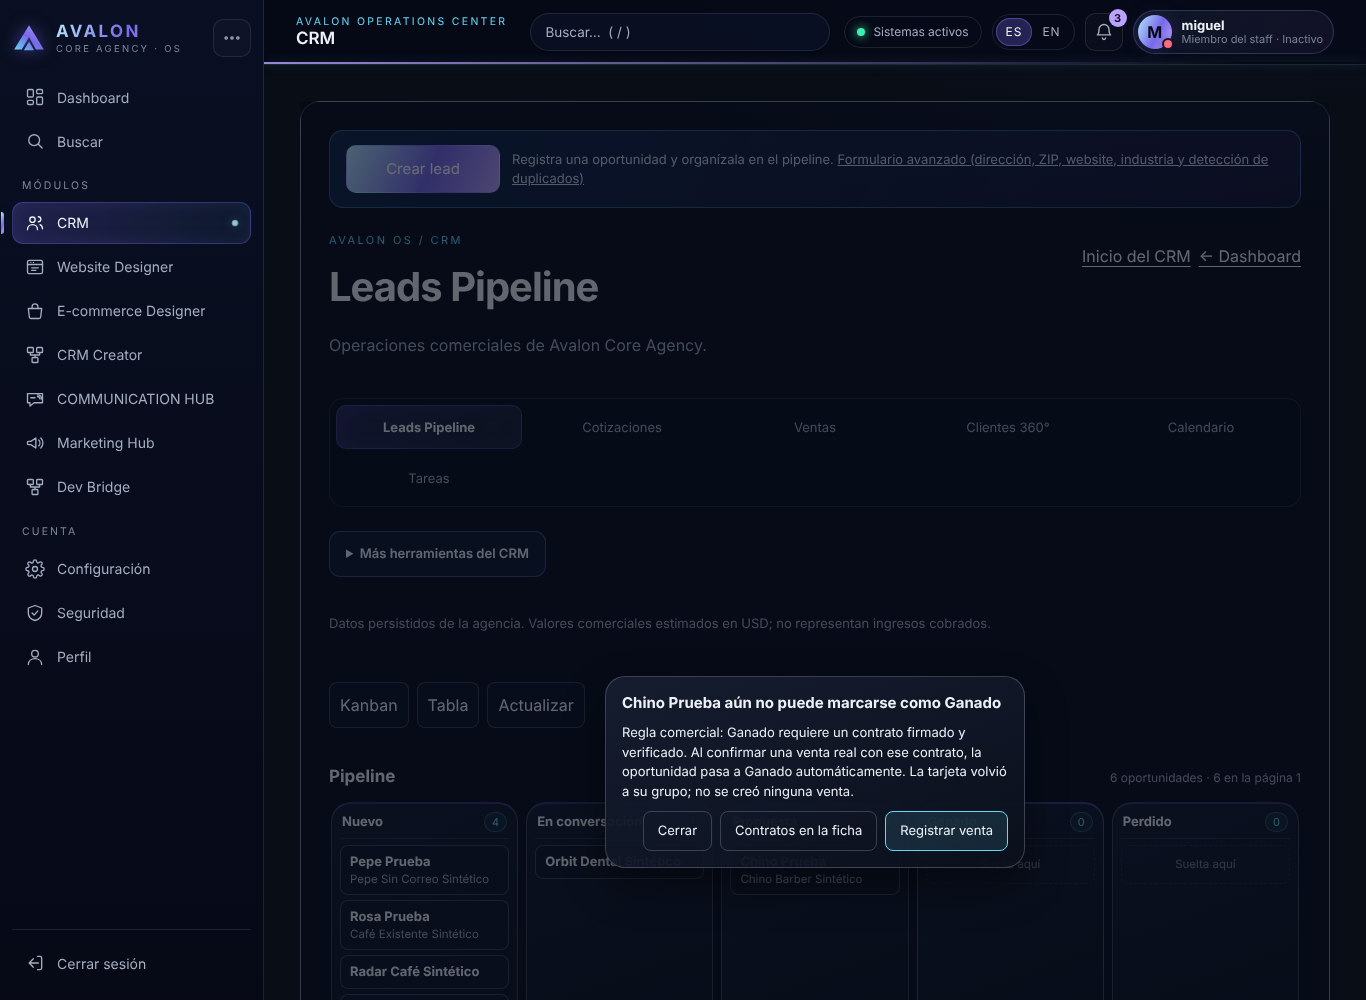 AVALON
CORE AGENCY · OS
Dashboard
Buscar
MÓDULOS
CRM
Website Designer
E-commerce Designer
CRM Creator
COMMUNICATION HUB
Marketing Hub
Dev Bridge
CUENTA
Configuración
Seguridad
Perfil
Cerrar sesión
AVALON OPERATIONS CENTER
CRM
Buscar... ( / )
Sistemas activos
ES EN
3
M
miguel
Miembro del staff · Inactivo
Crear lead
Registra una oportunidad y organízala en el pipeline. Formulario avanzado (dirección, ZIP, website, industria y detección de
duplicados)
AVALON OS / CRM
Inicio del CRM ← Dashboard
Leads Pipeline
Operaciones comerciales de Avalon Core Agency.
Leads Pipeline Cotizaciones Ventas Clientes 360° Calendario
Tareas
Más herramientas del CRM
Datos persistidos de la agencia. Valores comerciales estimados en USD; no representan ingresos cobrados.
Kanban Tabla Actualizar
Chino Prueba aún no puede marcarse como Ganado
Regla comercial: Ganado requiere un contrato firmado y
verificado. Al confirmar una venta real con ese contrato, la
oportunidad pasa a Ganado automáticamente. La tarjeta volvió
a su grupo; no se creó ninguna venta.
Cerrar Contratos en la ficha Registrar venta
Pipeline
6 oportunidades · 6 en la página 1
Nuevo 4
Pepe Prueba
Pepe Sin Correo Sintético
Rosa Prueba
Café Existente Sintético
Radar Café Sintético
En conversación
Orbit Dental Sintético
Chino Prueba
Chino Barber Sintético
0
aquí
Perdido 0
Suelta aquí